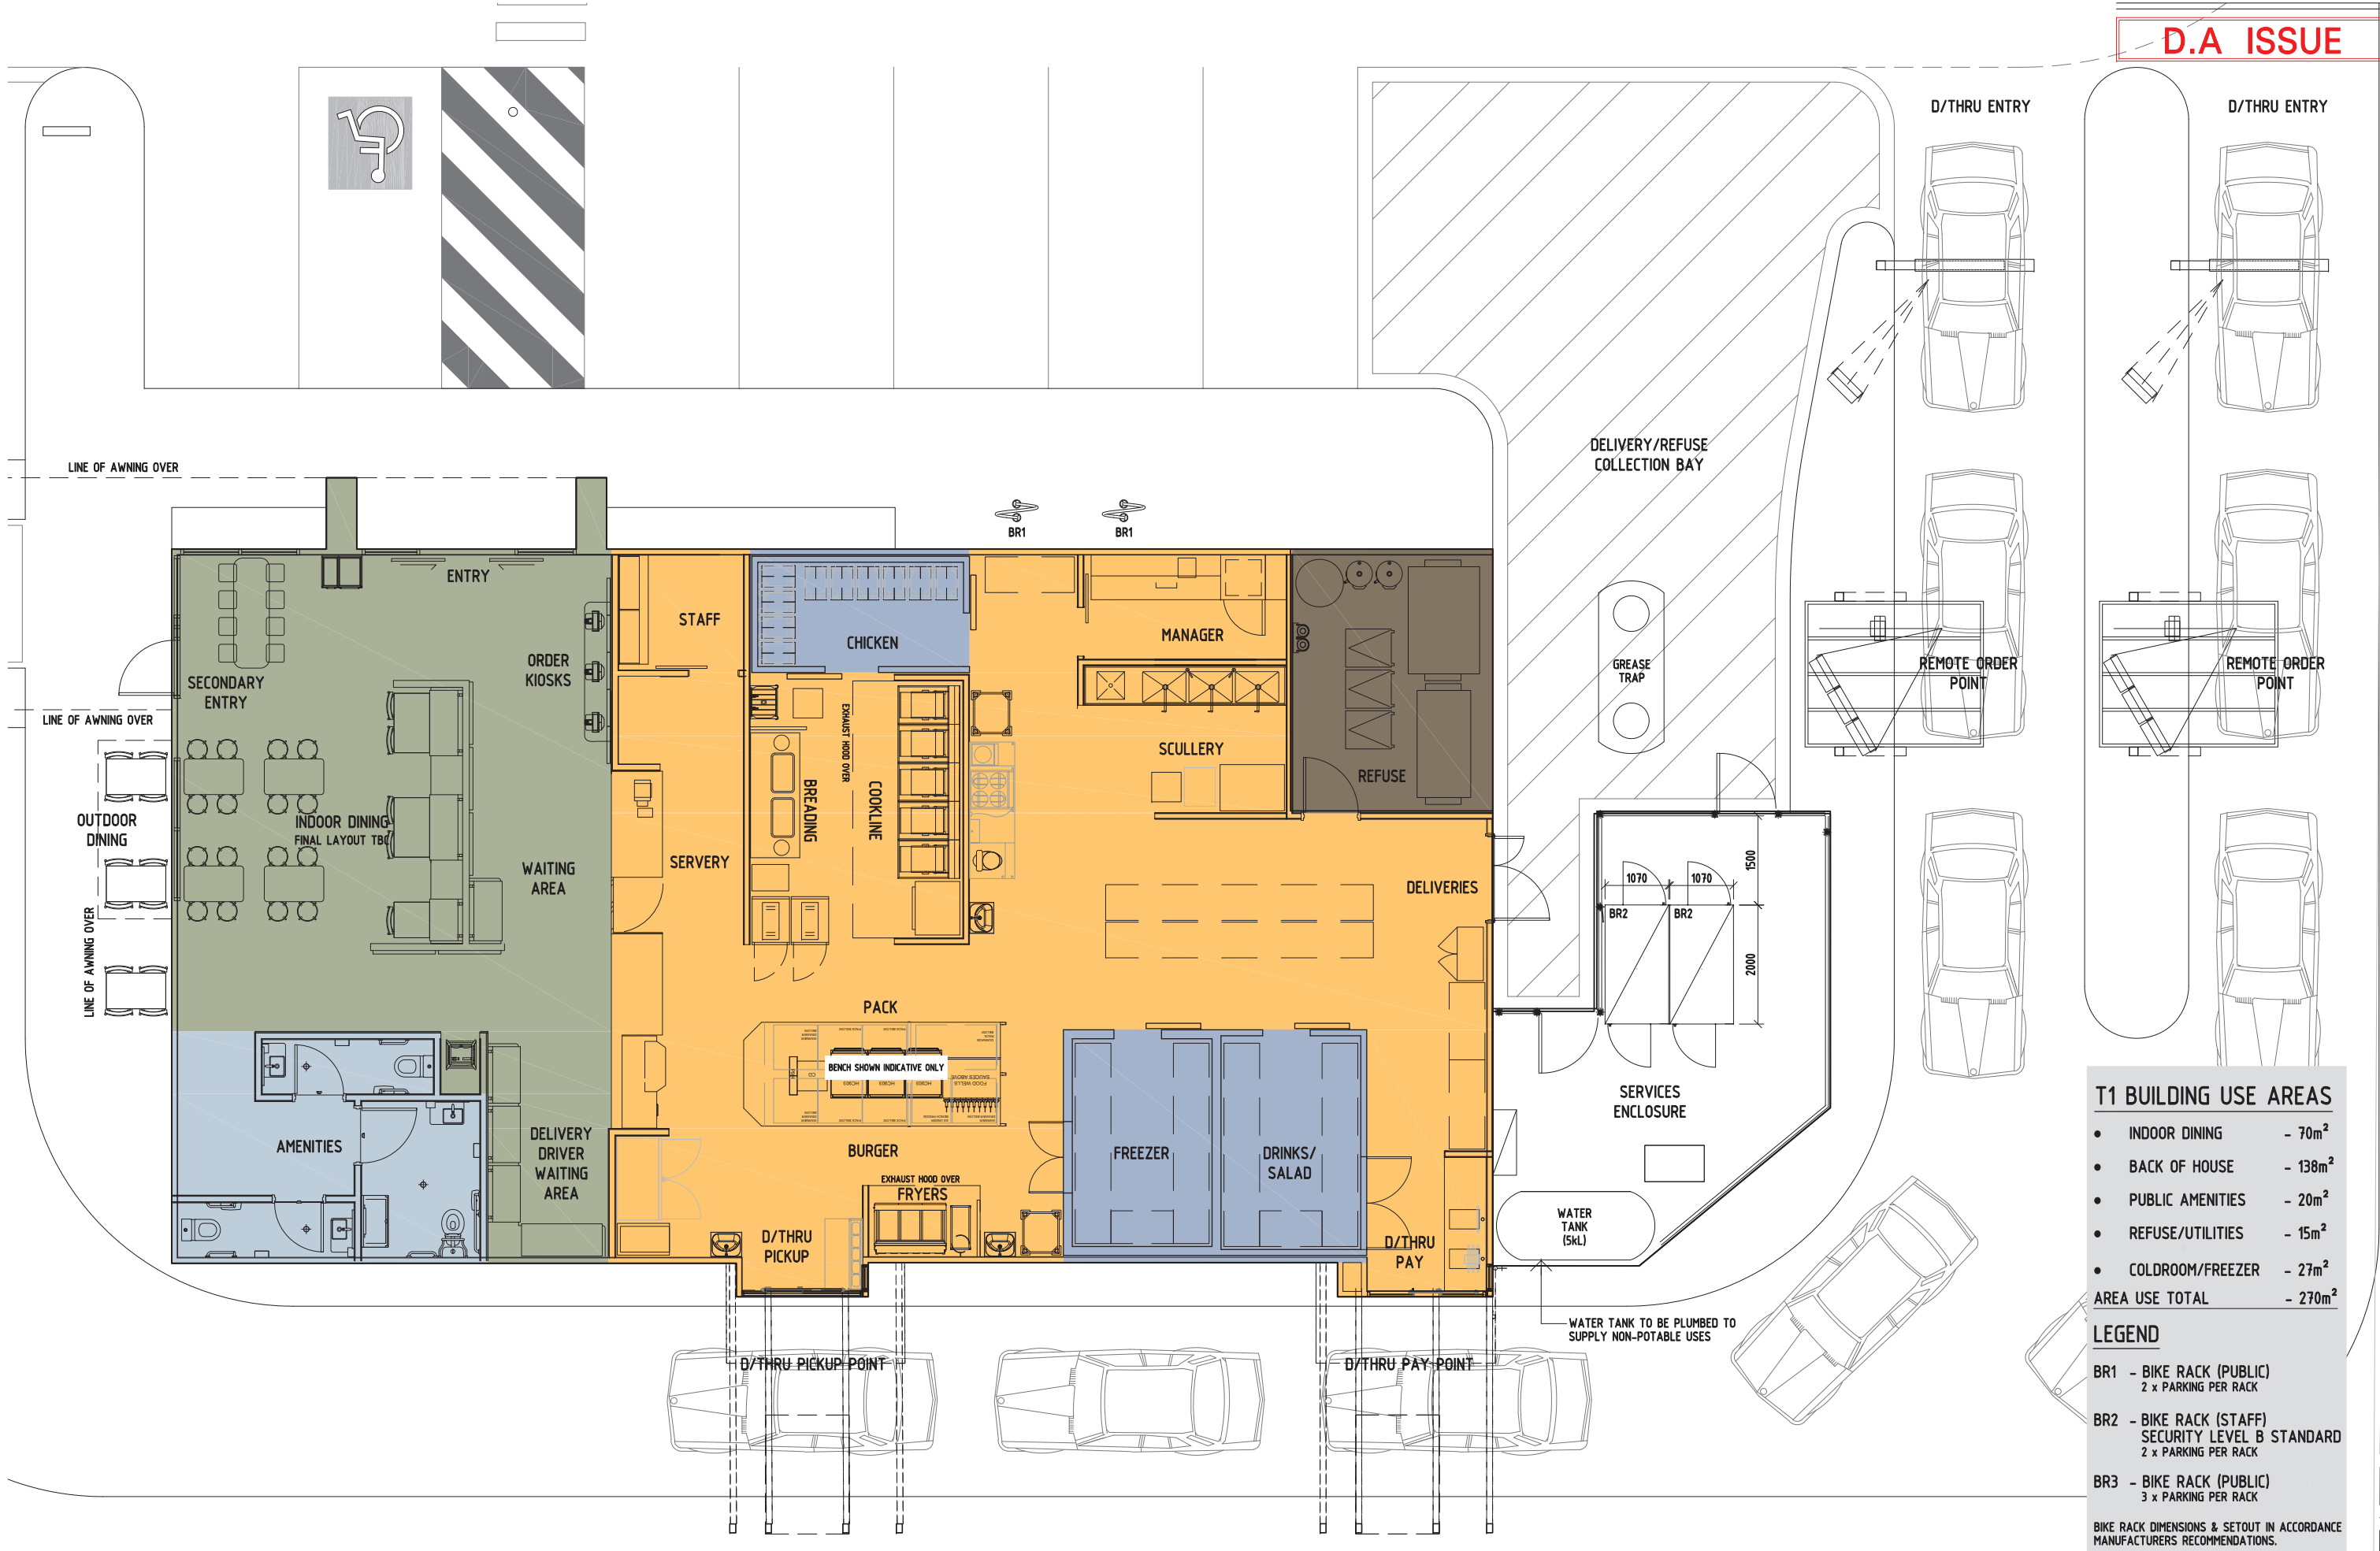 D.A ISSUE
D/THRU ENTRY
D/THRU ENTRY
LINE OF AWNING OVER
DELIVERY/REFUSE
COLLECTION BAY
BR1
BR1
ENTRY
STAFF
CHICKEN
MANAGER
ORDER
KIOSKS
SECONDARY
ENTRY
GREASE
TRAP
REMOTE ORDER
POINT
REMOTE ORDER
POINT
LINE OF AWNING OVER
EXHAUST HOOD OVER
SCULLERY
REFUSE
BREADING
COOKLINE
OUTDOOR
DINING
INDOOR DINING
FINAL LAYOUT TBC
WAITING
AREA
SERVERY
DELIVERIES
1500
1070
1070
BR2
BR2
2000
LINE OF AWNING OVER
PACK
BENCH SHOWN INDICATIVE ONLY
SERVICES
ENCLOSURE
AMENITIES
DELIVERY
DRIVER
WAITING
AREA
BURGER
FREEZER
DRINKS/
SALAD
EXHAUST HOOD OVER
FRYERS
D/THRU
PICKUP
D/THRU
PAY
WATER
TANK
(5kL)
WATER TANK TO BE PLUMBED TO
SUPPLY NON-POTABLE USES
D/THRU PICKUP POINT
D/THRU PAY POINT
T1 BUILDING USE AREAS
• INDOOR DINING - 70m²
• BACK OF HOUSE - 138m²
• PUBLIC AMENITIES - 20m²
• REFUSE/UTILITIES - 15m²
• COLDROOM/FREEZER - 27m²
AREA USE TOTAL - 270m²
LEGEND
BR1 - BIKE RACK (PUBLIC)
2 x PARKING PER RACK
BR2 - BIKE RACK (STAFF)
SECURITY LEVEL B STANDARD
2 x PARKING PER RACK
BR3 - BIKE RACK (PUBLIC)
3 x PARKING PER RACK
BIKE RACK DIMENSIONS & SETOUT IN ACCORDANCE
MANUFACTURERS RECOMMENDATIONS.